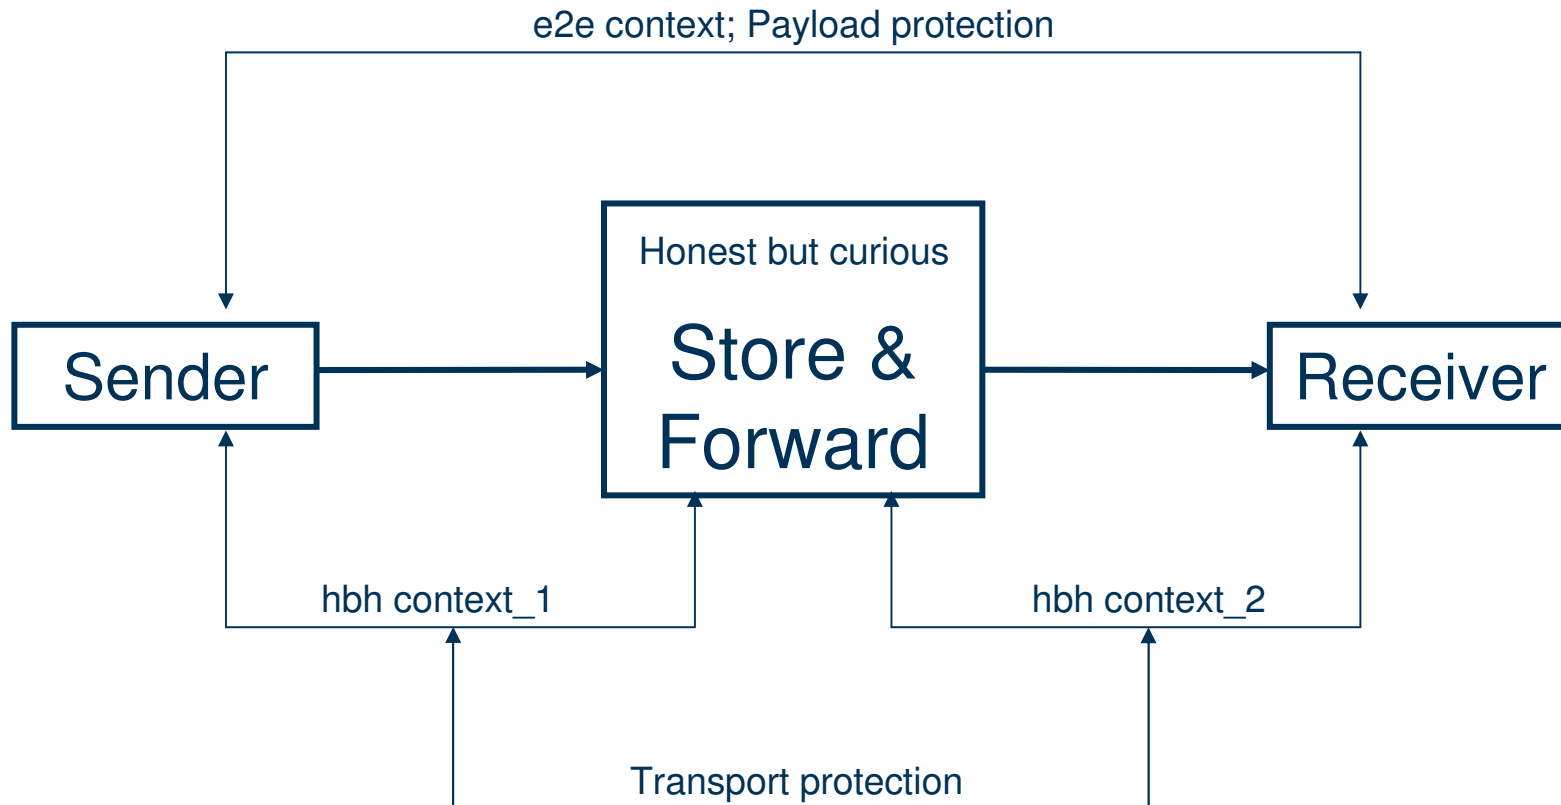 e2e context; Payload protection
Honest but curious
Sender
Store &
Forward
Receiver
hbh context_1
hbh context_2
Transport protection